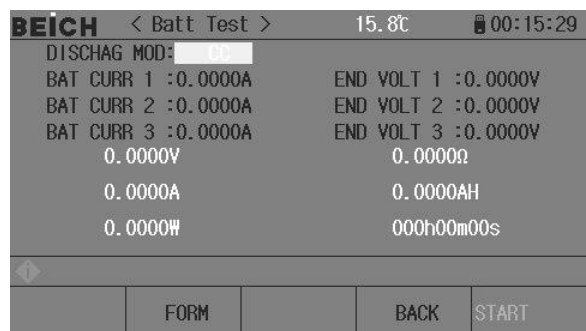 BEICH < Batt Test > 15.8℃ 00:15:29
DISCHAG MOD: CC
BAT CURR 1 :0.0000A END VOLT 1 :0.0000V
BAT CURR 2 :0.0000A END VOLT 2 :0.0000V
BAT CURR 3 :0.0000A END VOLT 3 :0.0000V
0.0000V 0.0000Ω
0.0000A 0.0000AH
0.0000W 000h00m00s
FORM BACK START